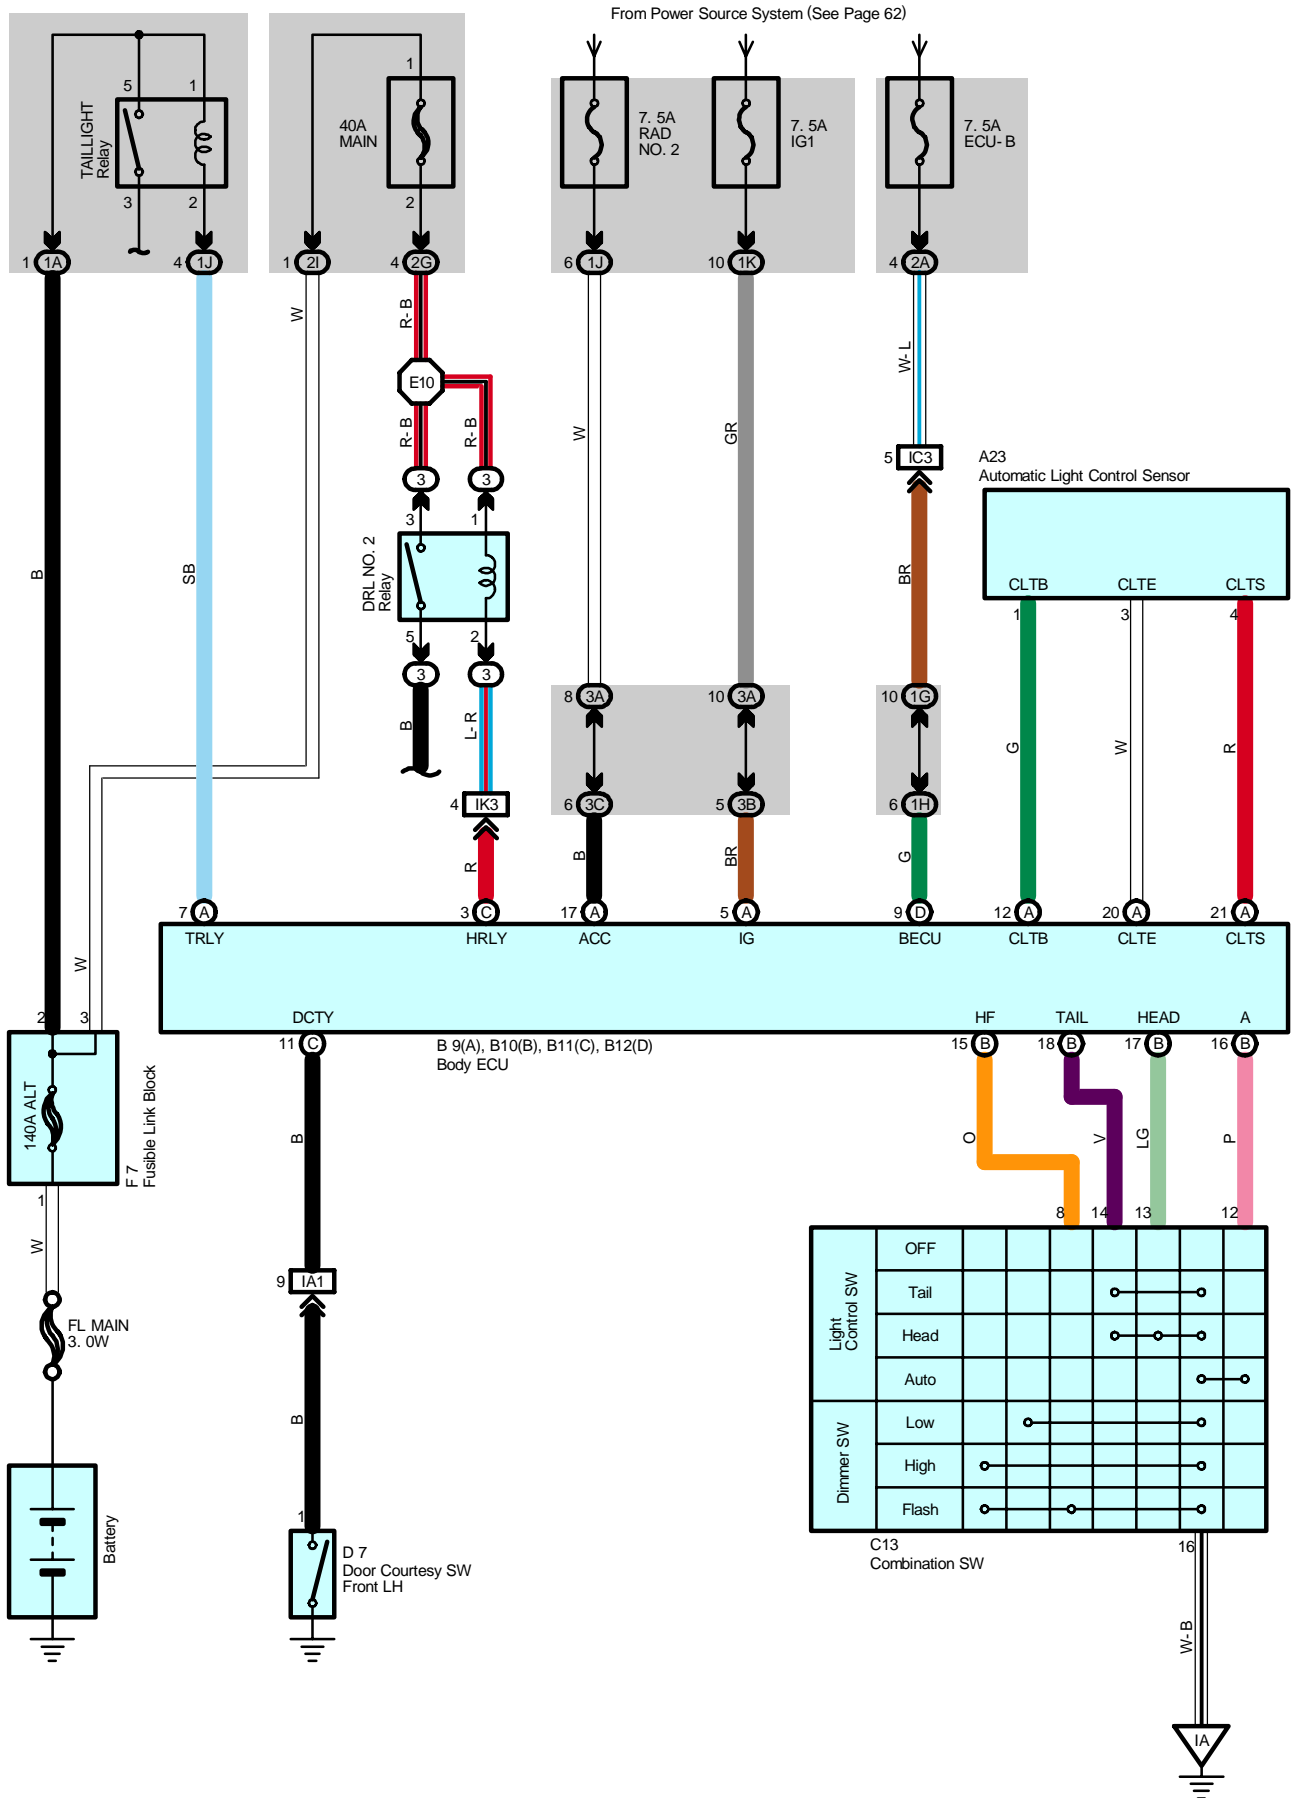 From Power Source System (See Page 62)
5
1
TAILLIGHT
Relay
3
2
1
40A
MAIN
2
7. 5A
RAD
NO. 2
7. 5A
IG1
7. 5A
ECU- B
1 1A
4 1J
1 2I
4 2G
6 1J
10 1K
4 2A
W
R- B
E10
R- B
R- B
W
GR
W- L
3
3
5 IC3
A23
Automatic Light Control Sensor
3
1
DRL NO. 2
Relay
5
2
B
SB
BR
CLTB
CLTE
CLTS
1
3
4
3
3
B
L- R
8 3A
10 3A
10 1G
G
W
R
4 IK3
6 3C
5 3B
6 1H
R
B
BR
G
7 A
3 C
17 A
5 A
9 D
12 A
20 A
21 A
TRLY
HRLY
ACC
IG
BECU
CLTB
CLTE
CLTS
W
2
3
DCTY
HF
TAIL
HEAD
A
11 C
B 9(A), B10(B), B11(C), B12(D)
Body ECU
15 B
18 B
17 B
16 B
140A ALT
F 7
Fusible Link Block
B
O
V
LG
P
1
W
8
14
13
12
9 IA1
FL MAIN
3. 0W
Light
Control SW
OFF
Tail
Head
Auto
B
Dimmer SW
Low
High
Flash
Battery
1
D 7
Door Courtesy SW
Front LH
C13
Combination SW
16
W- B
IA